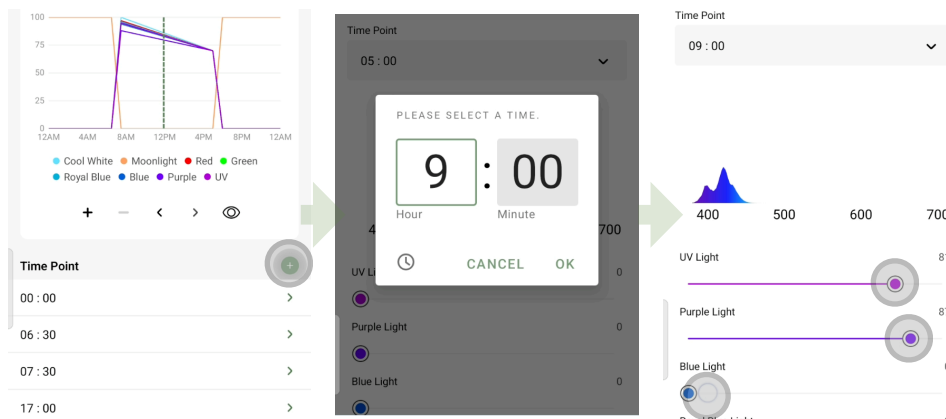 100
75
50
25
0
12AM 4AM 8AM 12PM 4PM 8PM 12AM
Cool White Moonlight Red Green
Royal Blue Blue Purple UV
Time Point
00 : 00
06 : 30
07 : 30
17 : 00
Time Point
05 : 00
PLEASE SELECT A TIME.
9 : 00
Hour Minute
CANCEL OK
700
UV Li 0
Purple Light 0
Blue Light 0
Time Point
09 : 00
400 500 600 700
UV Light
Purple Light
Blue Light